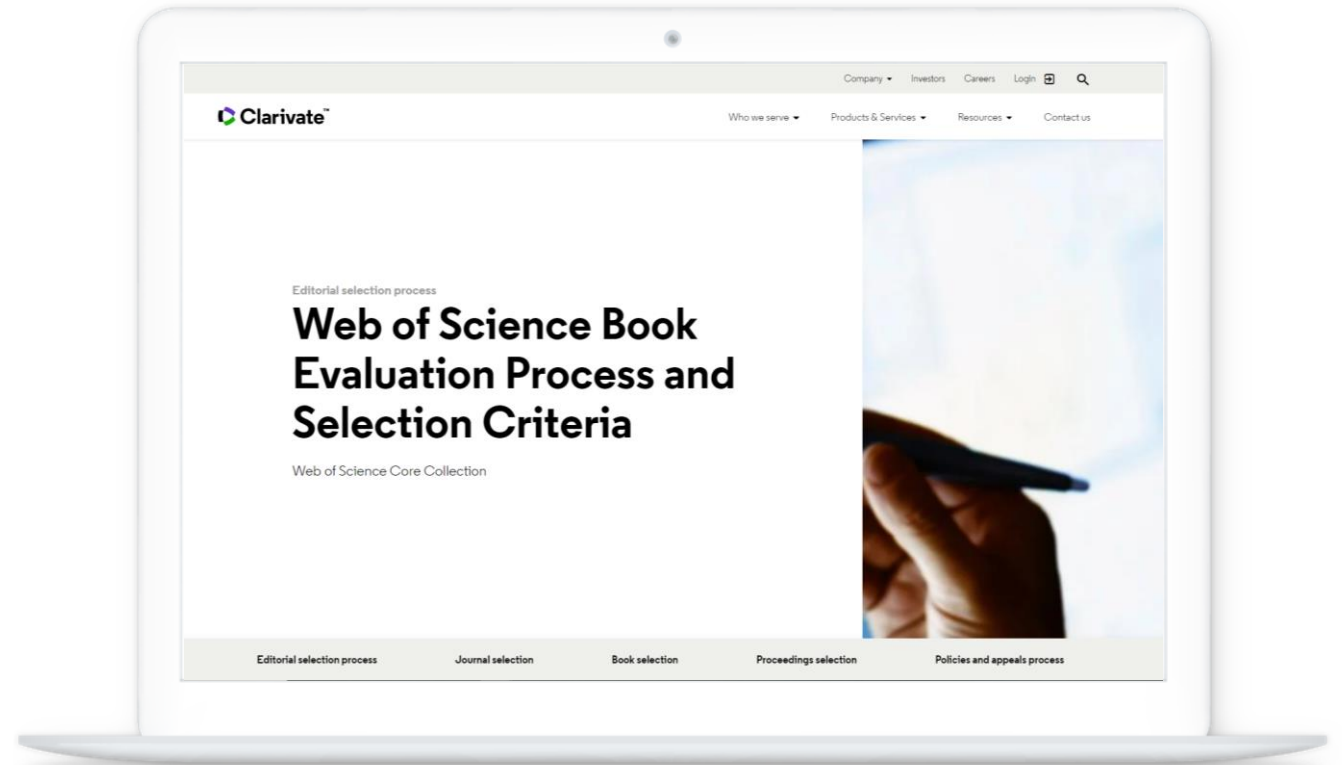 Company Investors Careers LogIn
Clarivate™
Who we serve Products & Services Resources Contact us
Editorial selection process
Web of Science Book
Evaluation Process and
Selection Criteria
Web of Science Core Collection
Editorial selection process Journal selection Book selection Proceedings selection Policies and appeals process